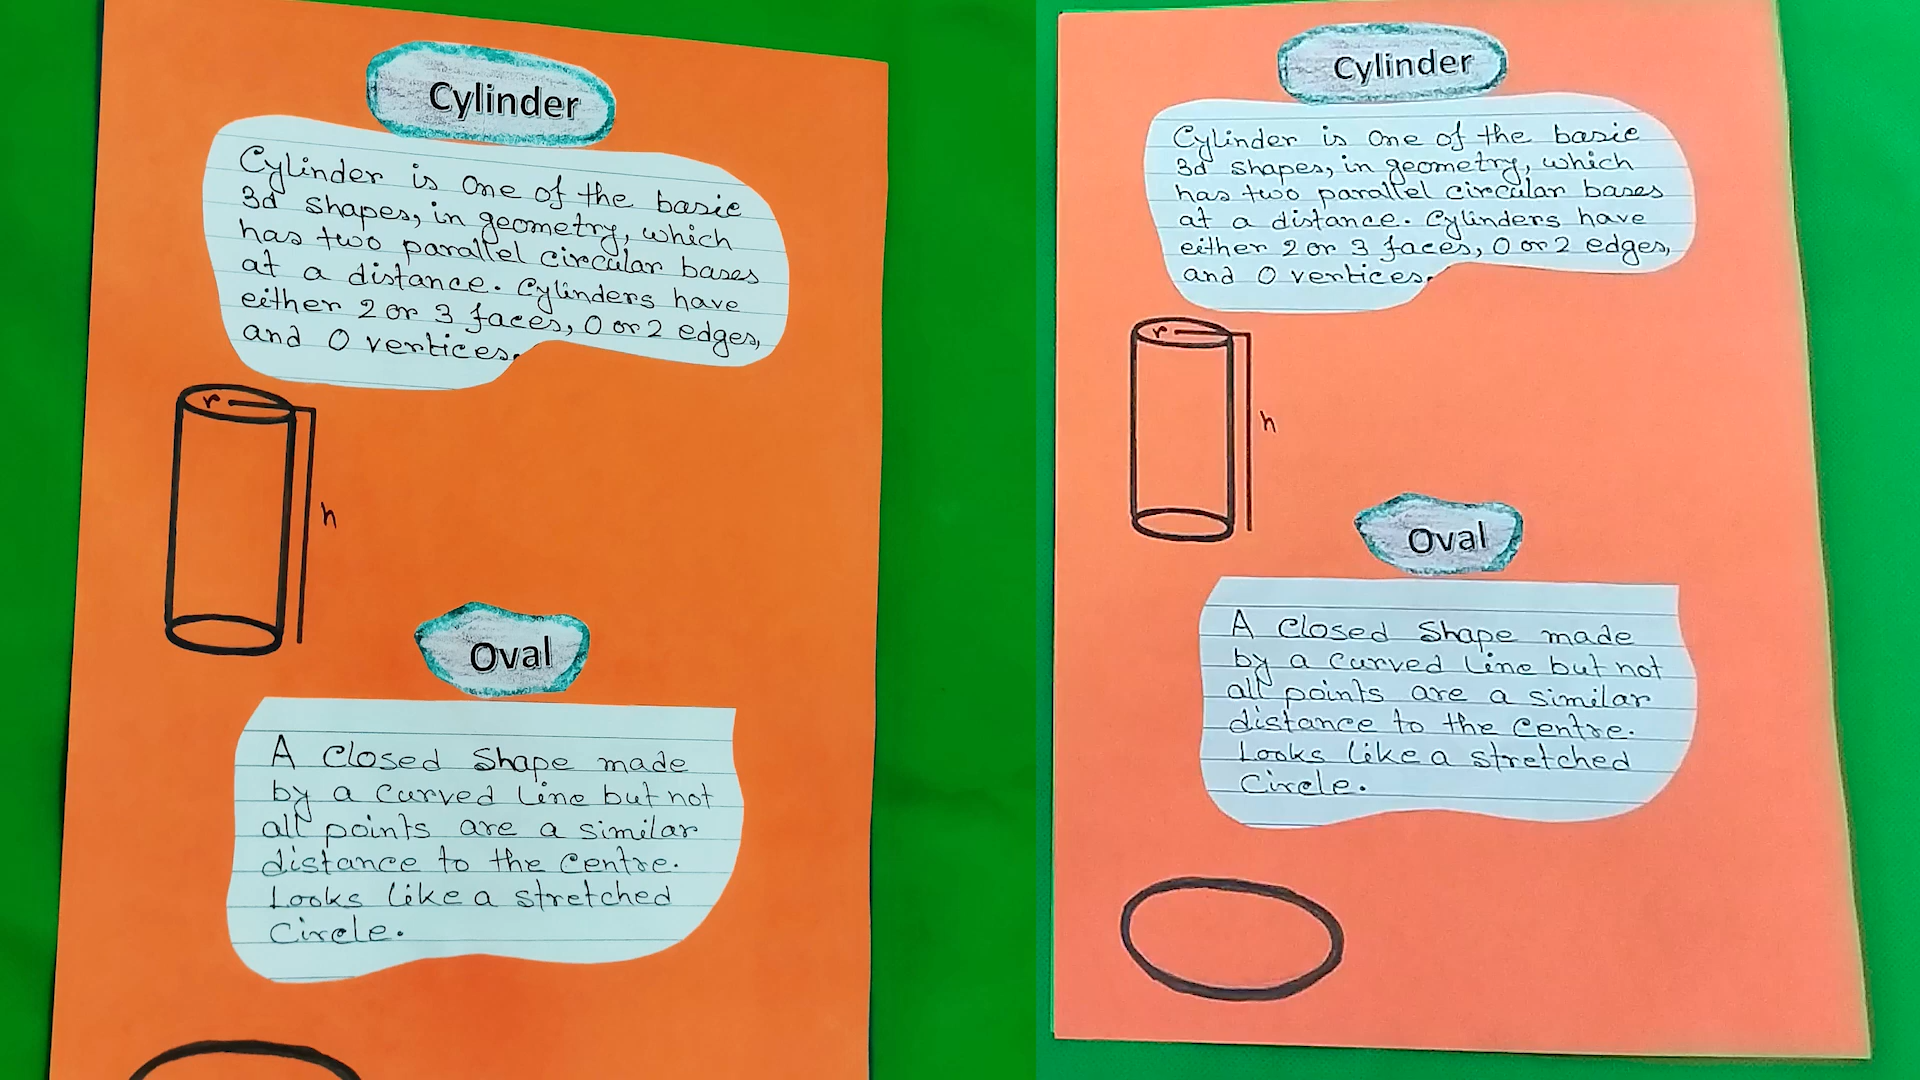 Cylinder
Cylinder is one of the basic
3d shapes, in geometry, which
has two parallel circular bases
at a distance. Cylinders have
either 2 or 3 faces, 0 or 2 edges,
and 0 vertices.
r
h
Oval
A Closed Shape made
by a curved line but not
all points are a similar
distance to the centre.
Looks like a stretched
Circle.
Cylinder
Cylinder is one of the basic
3d shapes, in geometry, which
has two parallel circular bases
at a distance. Cylinders have
either 2 or 3 faces, 0 or 2 edges,
and 0 vertices.
r
h
Oval
A Closed Shape made
by a curved line but not
all points are a similar
distance to the centre.
Looks like a stretched
Circle.